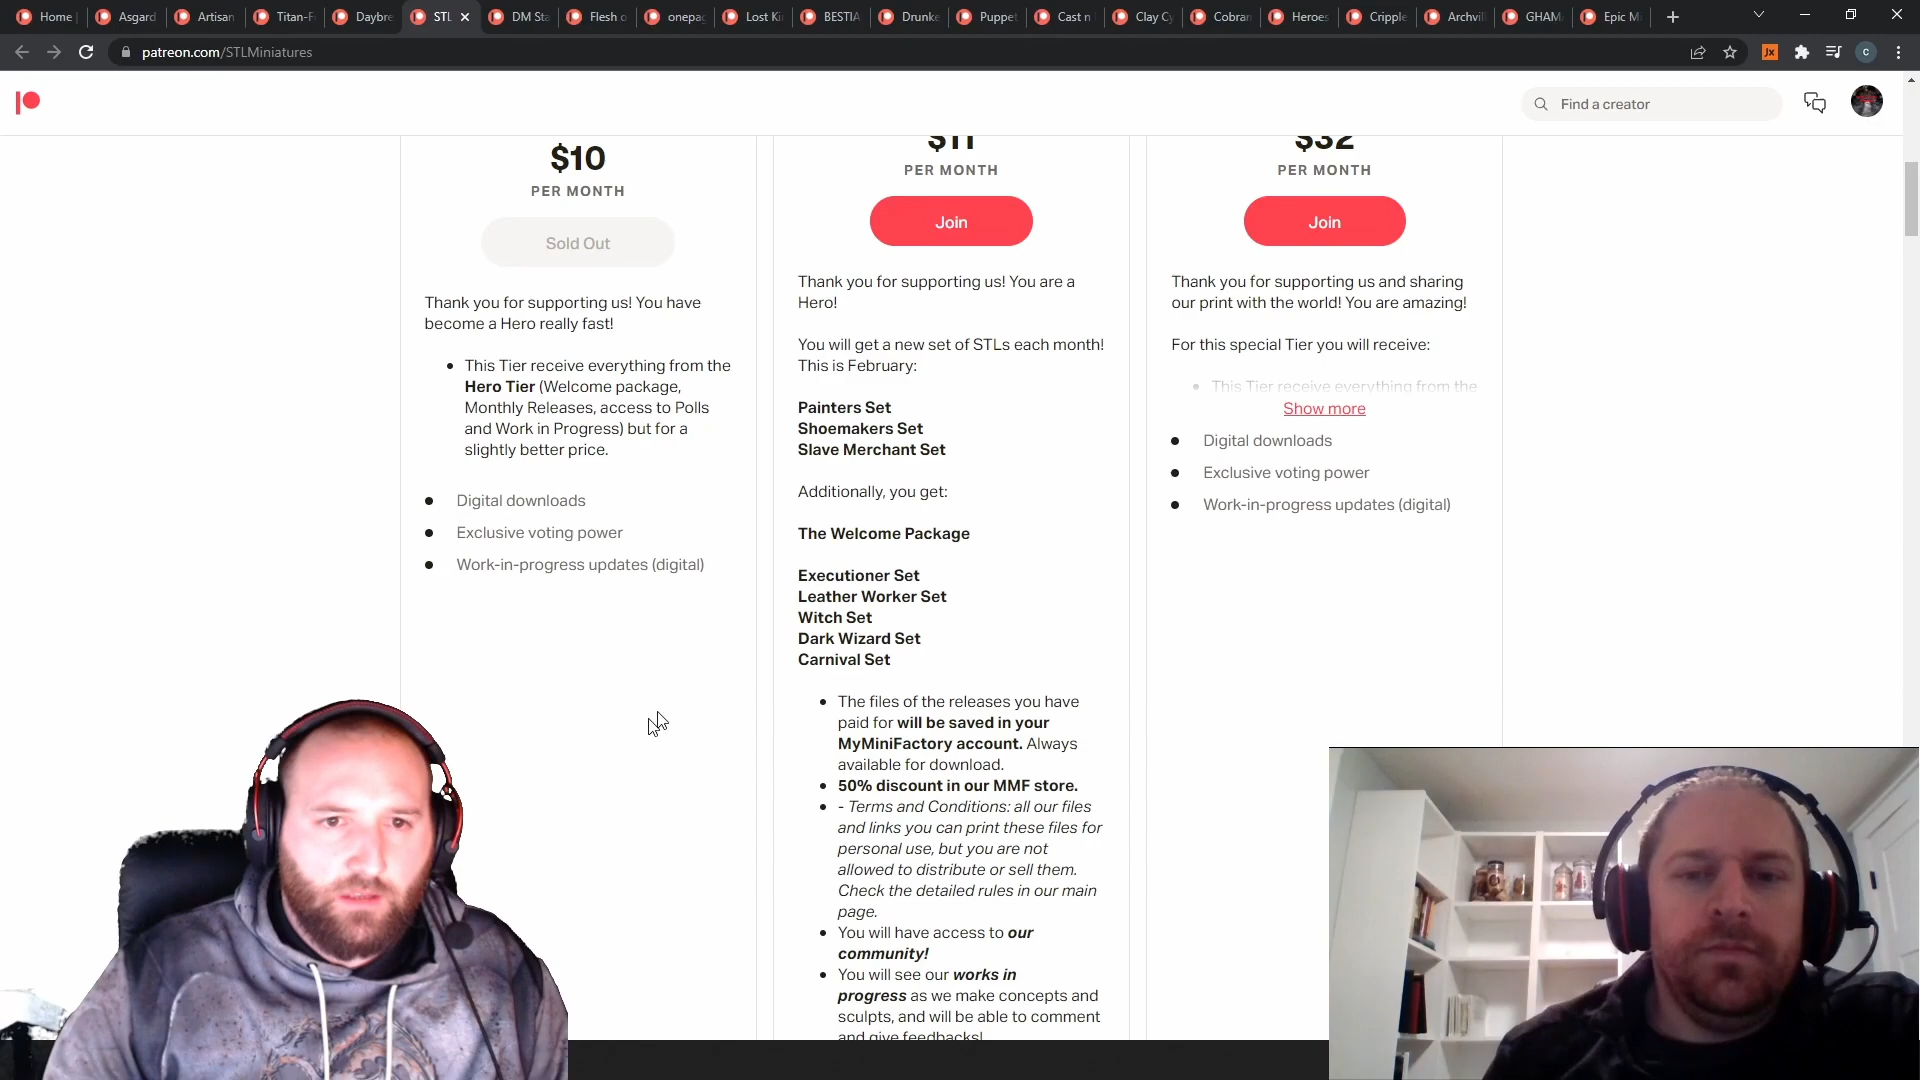 Home
Asgard
Artisan
Titan-F
Daybre
STL
DM Sta
Flesh o
onepag
Lost Ki
BESTIA
Drunke
Puppet
Cast n
Clay Cy
Cobran
Heroes
Cripple
Archvil
GHAM
Epic M
patreon.com/STLMiniatures
Jx
C
Find a creator
$10
PER MONTH
Sold Out
Thank you for supporting us! You have
become a Hero really fast!
This Tier receive everything from the
Hero Tier (Welcome package,
Monthly Releases, access to Polls
and Work in Progress) but for a
slightly better price.
Digital downloads
Exclusive voting power
Work-in-progress updates (digital)
$11
PER MONTH
Join
Thank you for supporting us! You are a
Hero!
You will get a new set of STLs each month!
This is February:
Painters Set
Shoemakers Set
Slave Merchant Set
Additionally, you get:
The Welcome Package
Executioner Set
Leather Worker Set
Witch Set
Dark Wizard Set
Carnival Set
The files of the releases you have
paid for will be saved in your
MyMiniFactory account. Always
available for download.
50% discount in our MMF store.
- Terms and Conditions: all our files
and links you can print these files for
personal use, but you are not
allowed to distribute or sell them.
Check the detailed rules in our main
page.
You will have access to our
community!
You will see our works in
progress as we make concepts and
sculpts, and will be able to comment
and give feedbacks!
$32
PER MONTH
Join
Thank you for supporting us and sharing
our print with the world! You are amazing!
For this special Tier you will receive:
This Tier receive everything from the
Show more
Digital downloads
Exclusive voting power
Work-in-progress updates (digital)